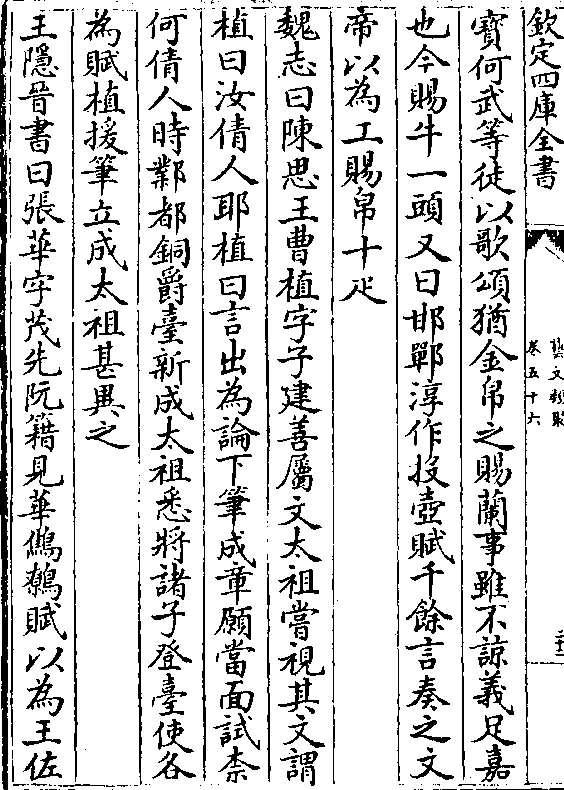 欽定四庫全書
藝文類聚
卷五十六
二十三
寶何武等徒以歌頌猶金帛之賜蘭事雖不諒義足嘉
也今賜牛一頭又曰邯鄲淳作投壺賦千餘言奏之文
帝以為工賜帛十疋
魏志曰陳思王曹植字子建善屬文太祖嘗視其文謂
植曰汝倩人耶植曰言出為論下筆成章願當面試柰
何倩人時鄴都銅爵臺新成太祖悉將諸子登臺使各
為賦植援筆立成太祖甚異之
王隱晉書曰張華字茂先阮籍見華鷦鷯賦以為王佐